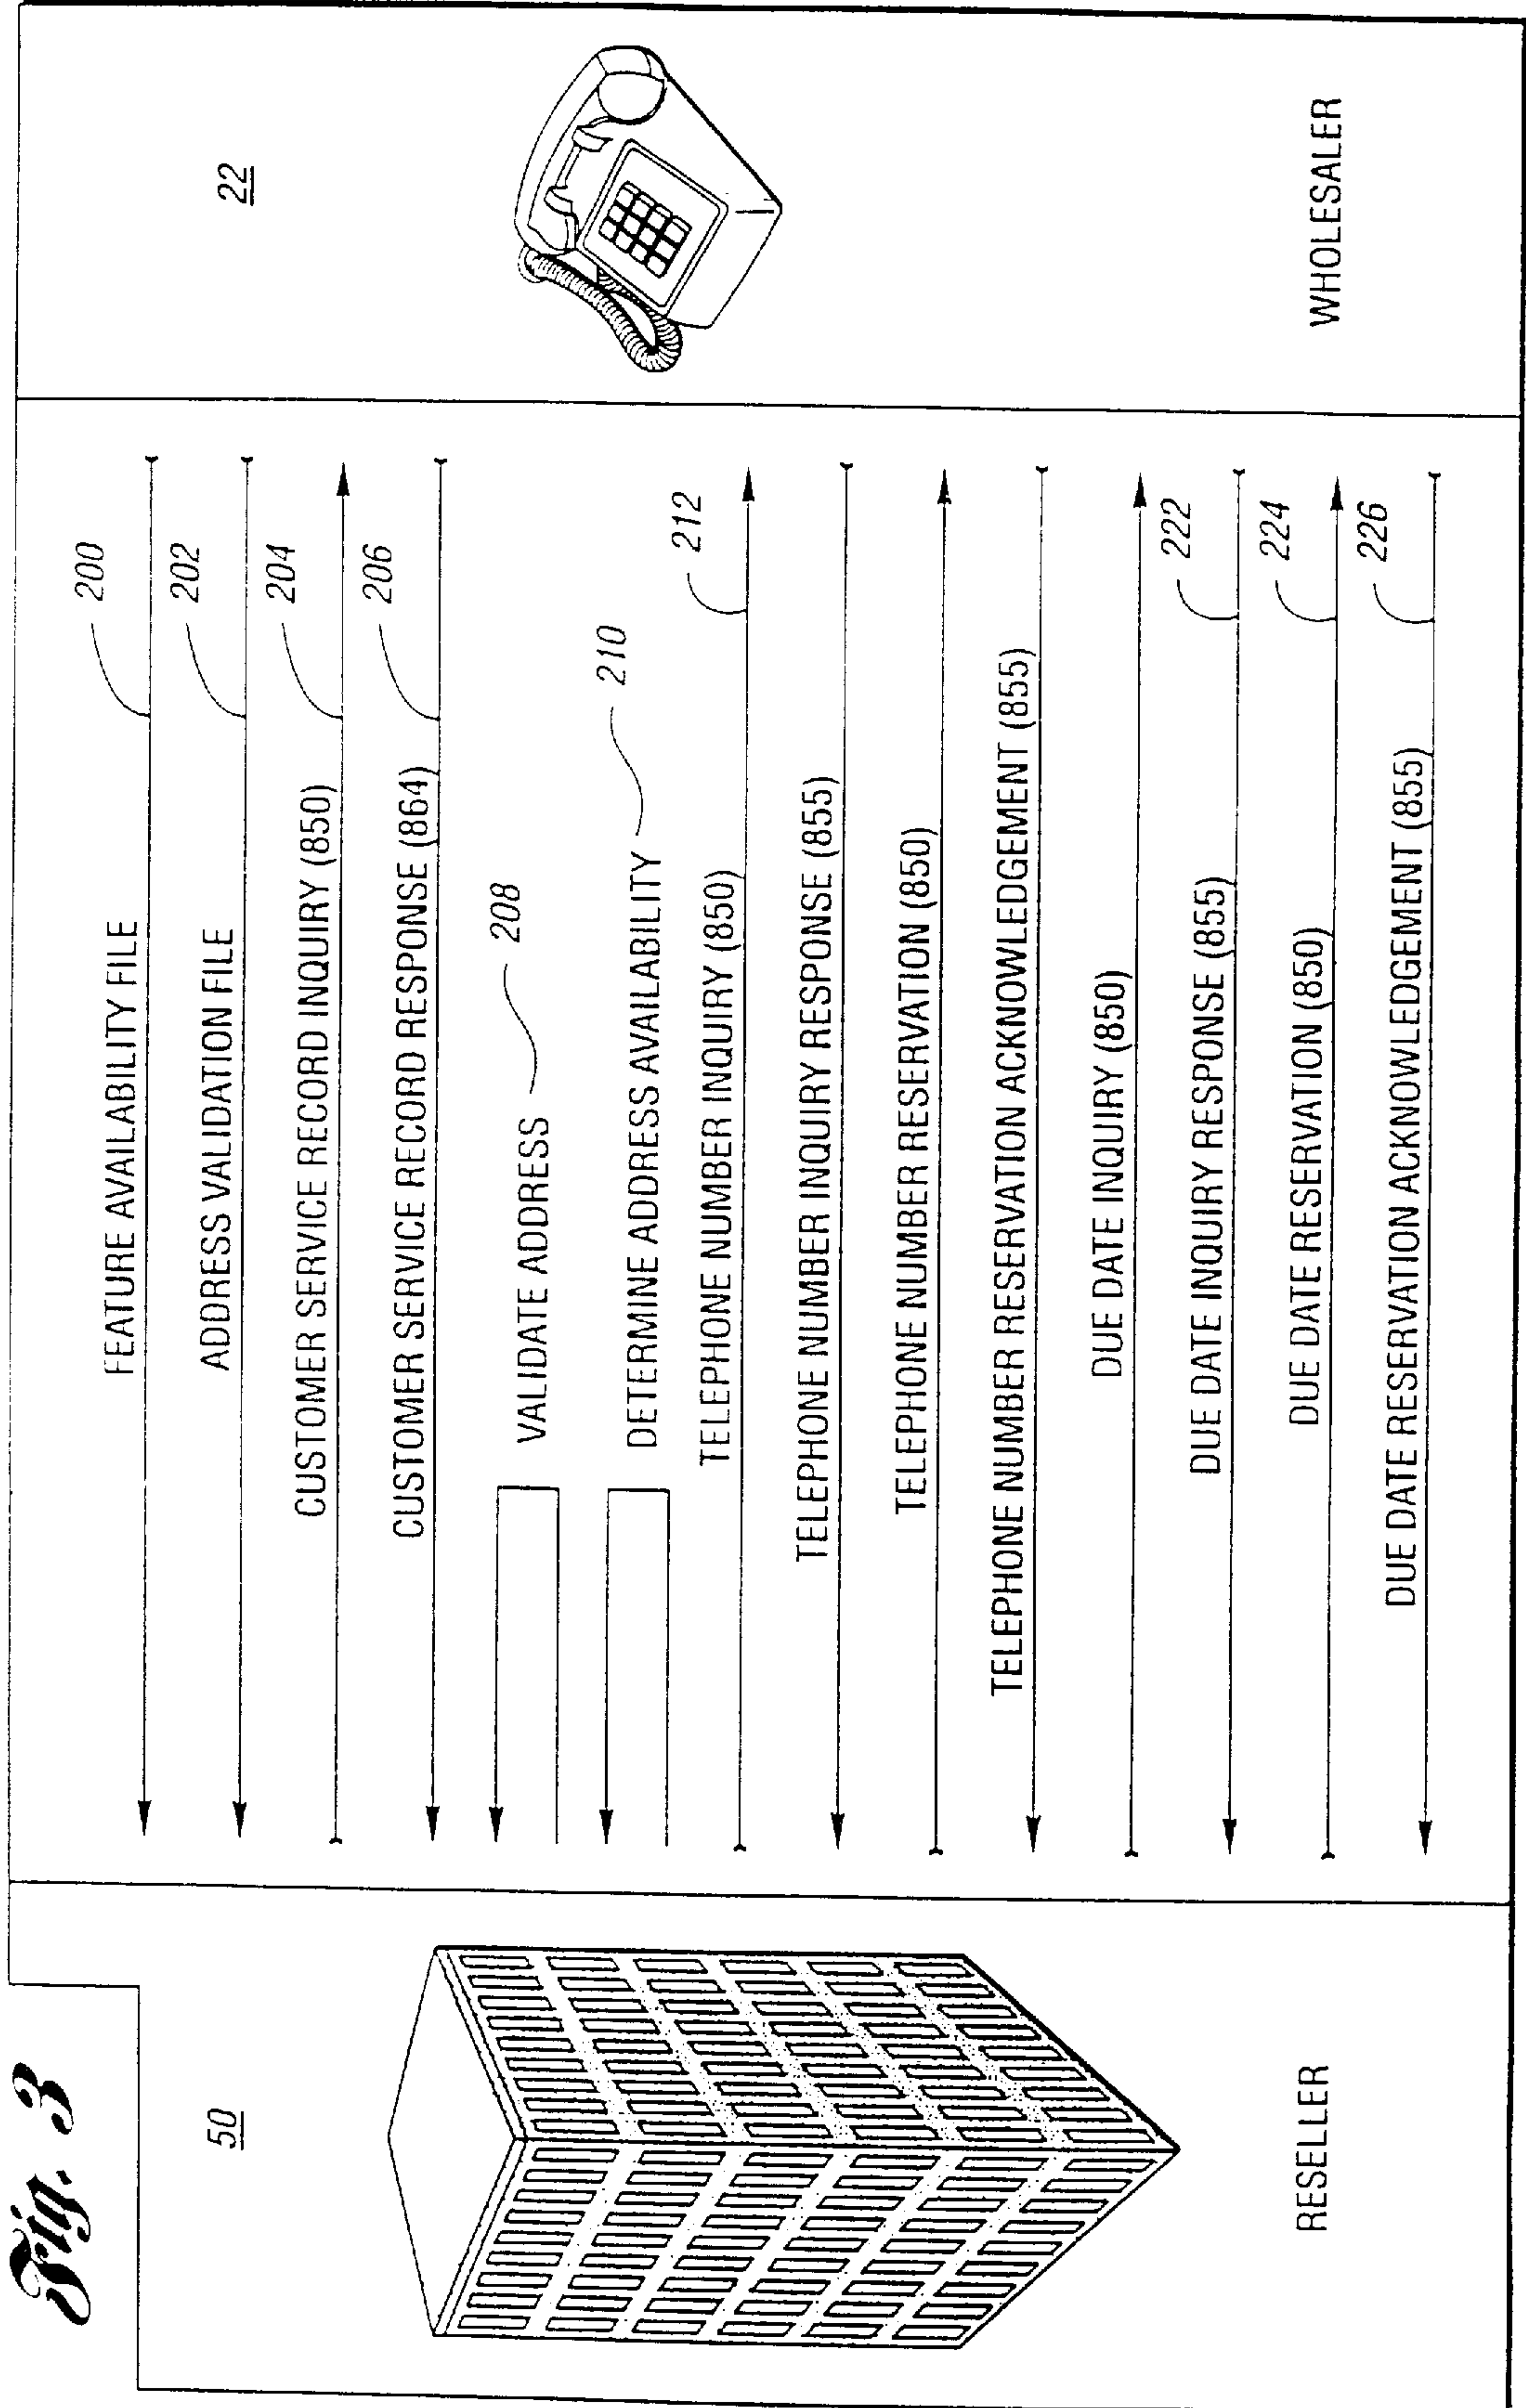 Fig. 3
50
RESELLER
FEATURE AVAILABILITY FILE
200
ADDRESS VALIDATION FILE
202
CUSTOMER SERVICE RECORD INQUIRY (850)
204
CUSTOMER SERVICE RECORD RESPONSE (864)
206
VALIDATE ADDRESS
208
DETERMINE ADDRESS AVAILABILITY
210
TELEPHONE NUMBER INQUIRY (850)
212
TELEPHONE NUMBER INQUIRY RESPONSE (855)
TELEPHONE NUMBER RESERVATION (850)
TELEPHONE NUMBER RESERVATION ACKNOWLEDGEMENT (855)
DUE DATE INQUIRY (850)
DUE DATE INQUIRY RESPONSE (855)
222
DUE DATE RESERVATION (850)
224
DUE DATE RESERVATION ACKNOWLEDGEMENT (855)
226
22
WHOLESALER